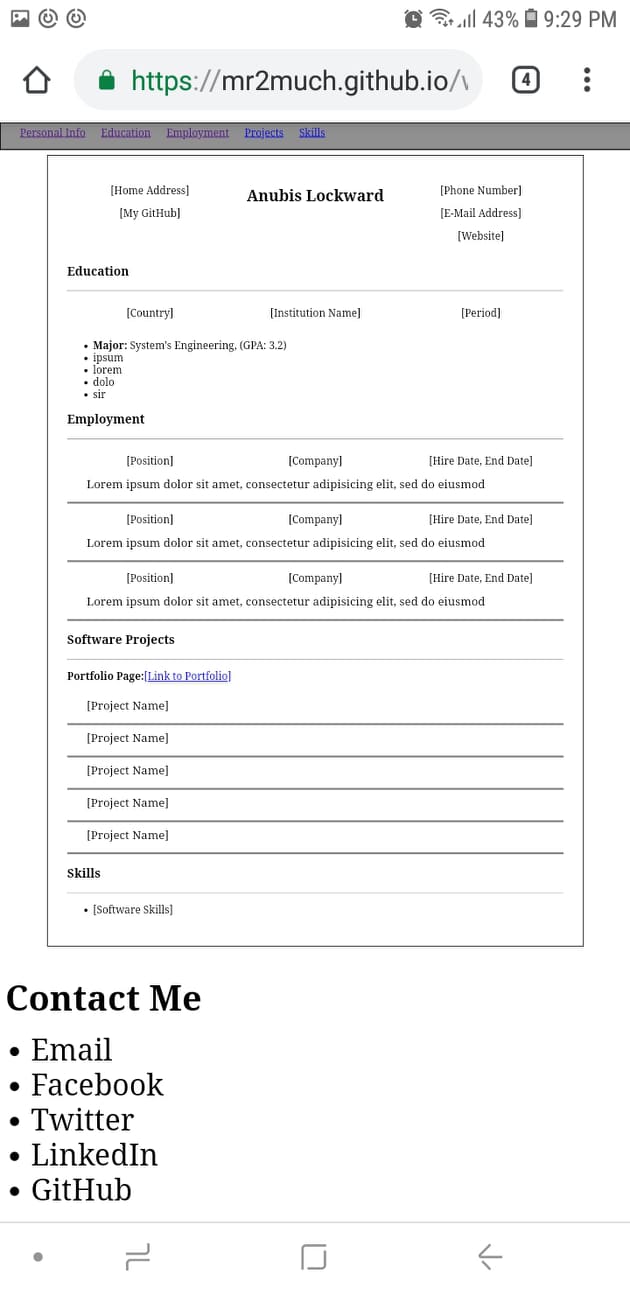 43% 9:29 PM
https://mr2much.github.io/
4
Personal Info Education Employment Projects Skills
[Home Address] Anubis Lockward [Phone Number]
[My GitHub] [E-Mail Address]
[Website]
Education
[Country] [Institution Name] [Period]
• Major: System's Engineering, (GPA: 3.2)
• ipsum
• lorem
• dolo
• sir
Employment
[Position] [Company] [Hire Date, End Date]
Lorem ipsum dolor sit amet, consectetur adipisicing elit, sed do eiusmod
[Position] [Company] [Hire Date, End Date]
Lorem ipsum dolor sit amet, consectetur adipisicing elit, sed do eiusmod
[Position] [Company] [Hire Date, End Date]
Lorem ipsum dolor sit amet, consectetur adipisicing elit, sed do eiusmod
Software Projects
Portfolio Page:[Link to Portfolio]
[Project Name]
[Project Name]
[Project Name]
[Project Name]
[Project Name]
Skills
• [Software Skills]
Contact Me
• Email
• Facebook
• Twitter
• LinkedIn
• GitHub